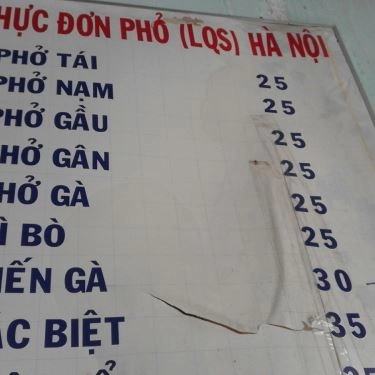 HỰC ĐƠN PHỞ (LQS) HÀ NỘI
PHỞ TÁI 25
PHỞ NẠM 25
PHỞ GẦU 25
HỞ GÂN 25
HỞ GÀ 25
Ì BÒ 25
IẾN GÀ 30
ẶC BIỆT 35